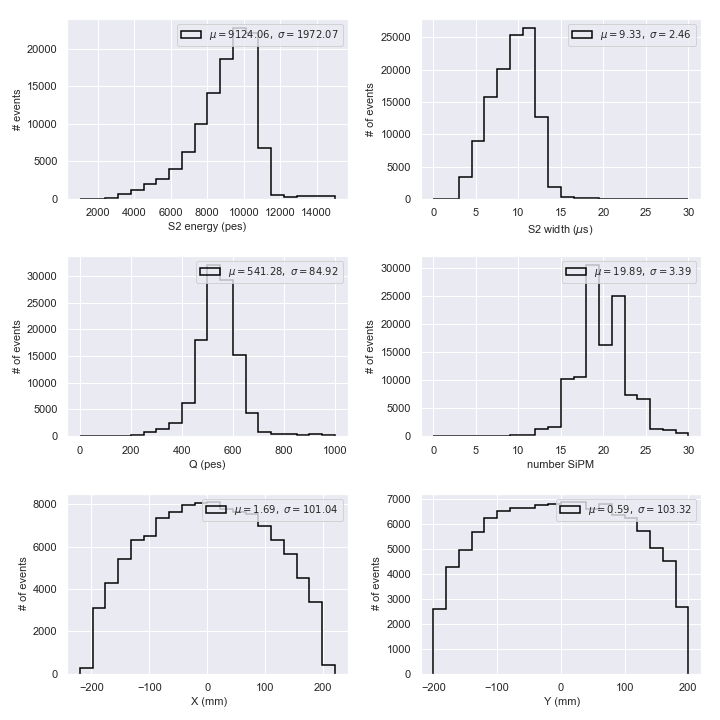 μ = 9124.06, σ = 1972.07
20000
15000
10000
5000
0
# events
2000 4000 6000 8000 10000 12000 14000
S2 energy (pes)
μ = 9.33, σ = 2.46
25000
20000
15000
10000
5000
0
# of events
0 5 10 15 20 25 30
S2 width (μs)
μ = 541.28, σ = 84.92
30000
25000
20000
15000
10000
5000
0
# of events
0 200 400 600 800 1000
Q (pes)
μ = 19.89, σ = 3.39
30000
25000
20000
15000
10000
5000
0
# of events
0 5 10 15 20 25 30
number SiPM
μ = 1.69, σ = 101.04
8000
6000
4000
2000
0
# of events
−200 −100 0 100 200
X (mm)
μ = 0.59, σ = 103.32
7000
6000
5000
4000
3000
2000
1000
0
# of events
−200 −100 0 100 200
Y (mm)